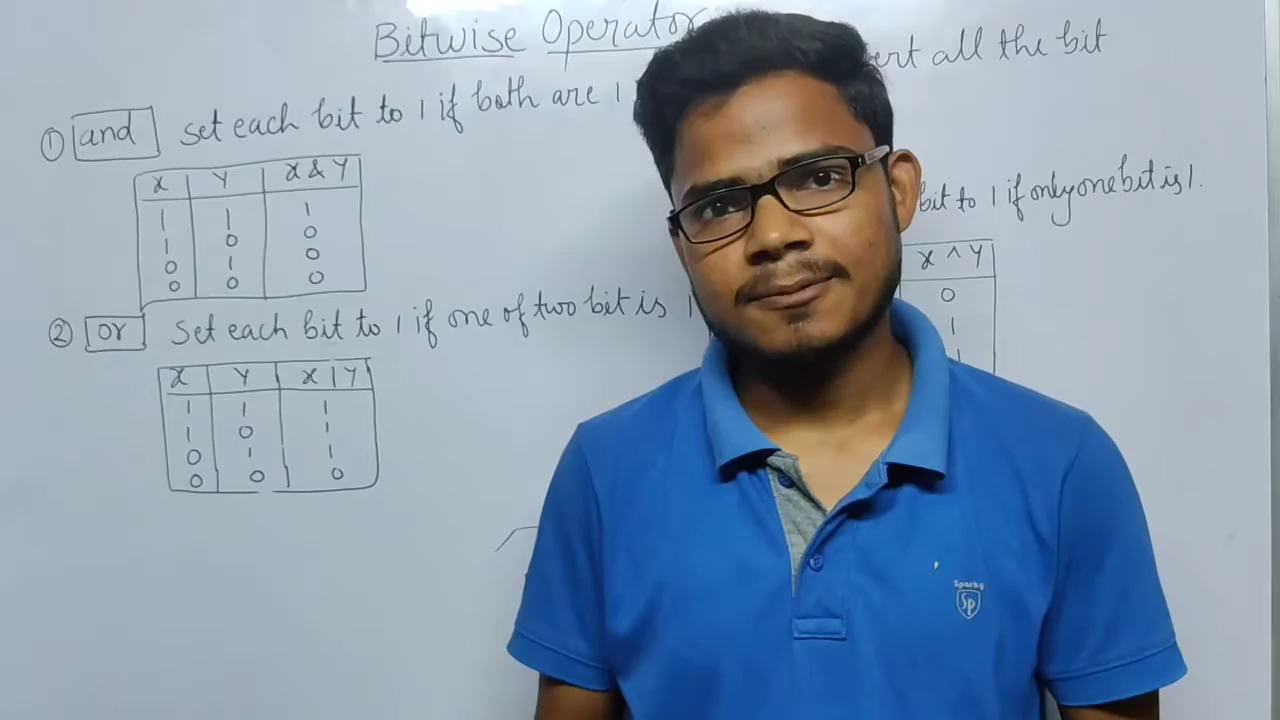 Bitwise Operator
① and set each bit to 1 if both are 1
X Y X & Y
1 1 1
1 0 0
0 1 0
0 0 0
② or Set each bit to 1 if one of two bit is 1
X Y X | Y
1 1 1
1 0 1
0 1 1
0 0 0
all the bit
bit to 1 if only one bit is 1.
X ^ Y
0
1
1
Sparky
SP